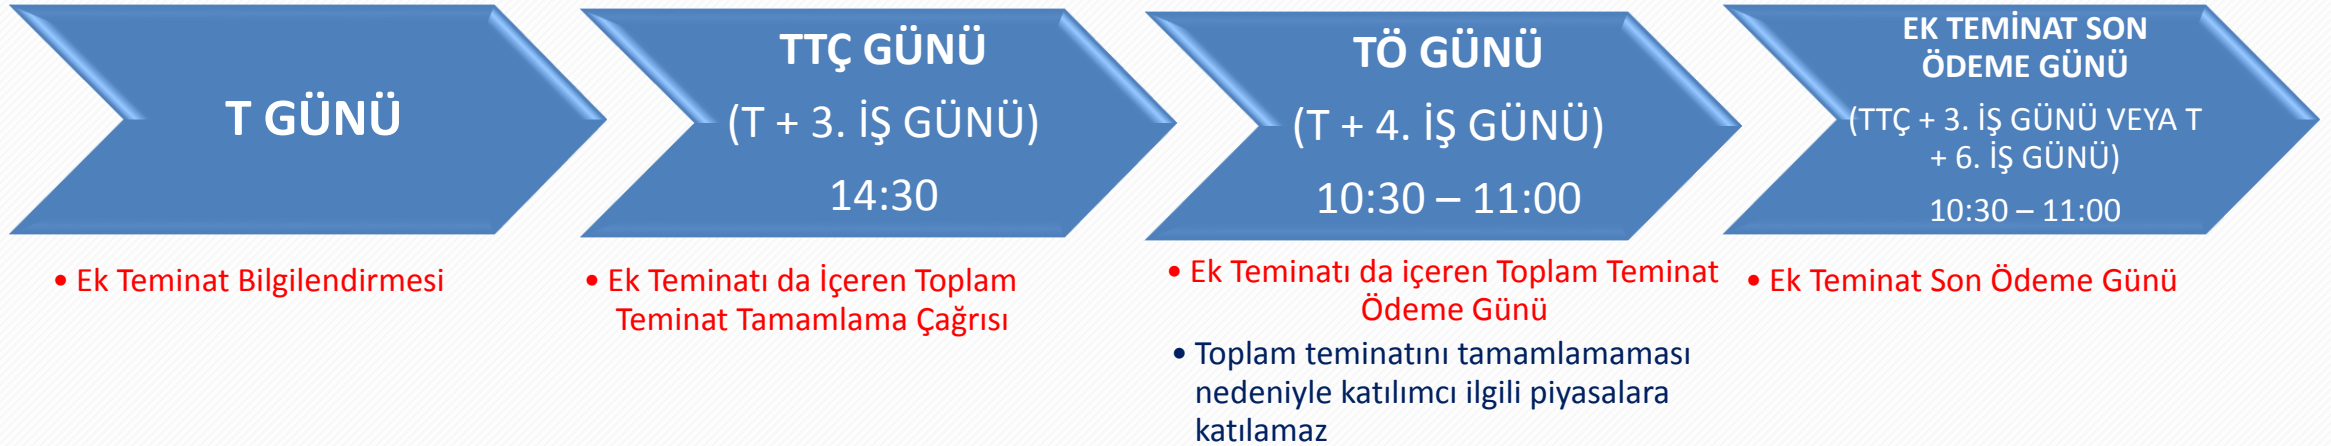 T GÜNÜ
• Ek Teminat Bilgilendirmesi
TTÇ GÜNÜ
(T + 3. İŞ GÜNÜ)
14:30
• Ek Teminatı da İçeren Toplam
Teminat Tamamlama Çağrısı
TÖ GÜNÜ
(T + 4. İŞ GÜNÜ)
10:30 – 11:00
• Ek Teminatı da içeren Toplam Teminat
Ödeme Günü
• Toplam teminatını tamamlamaması
nedeniyle katılımcı ilgili piyasalara
katılamaz
EK TEMİNAT SON
ÖDEME GÜNÜ
(TTÇ + 3. İŞ GÜNÜ VEYA T
+ 6. İŞ GÜNÜ)
10:30 – 11:00
• Ek Teminat Son Ödeme Günü